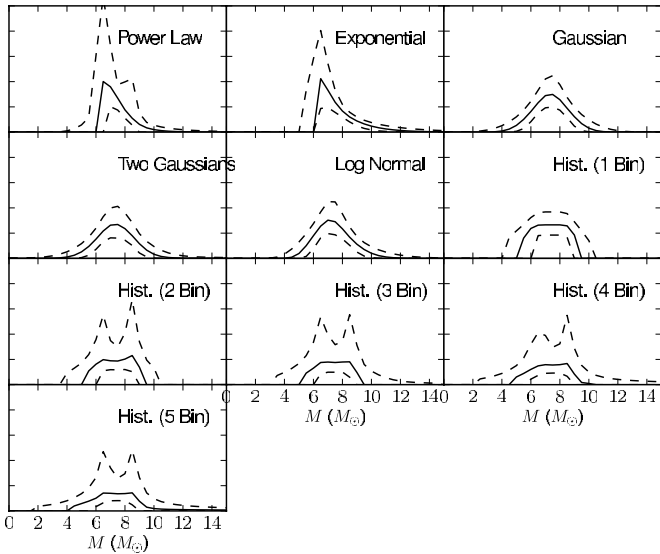 Power Law
Exponential
Gaussian
Two Gaussians
Log Normal
Hist. (1 Bin)
Hist. (2 Bin)
Hist. (3 Bin)
Hist. (4 Bin)
0 2 4 6 8 10 12 14
0 2 4 6 8 10 12 14
M (M⊙)
M (M⊙)
Hist. (5 Bin)
0 2 4 6 8 10 12 14
M (M⊙)